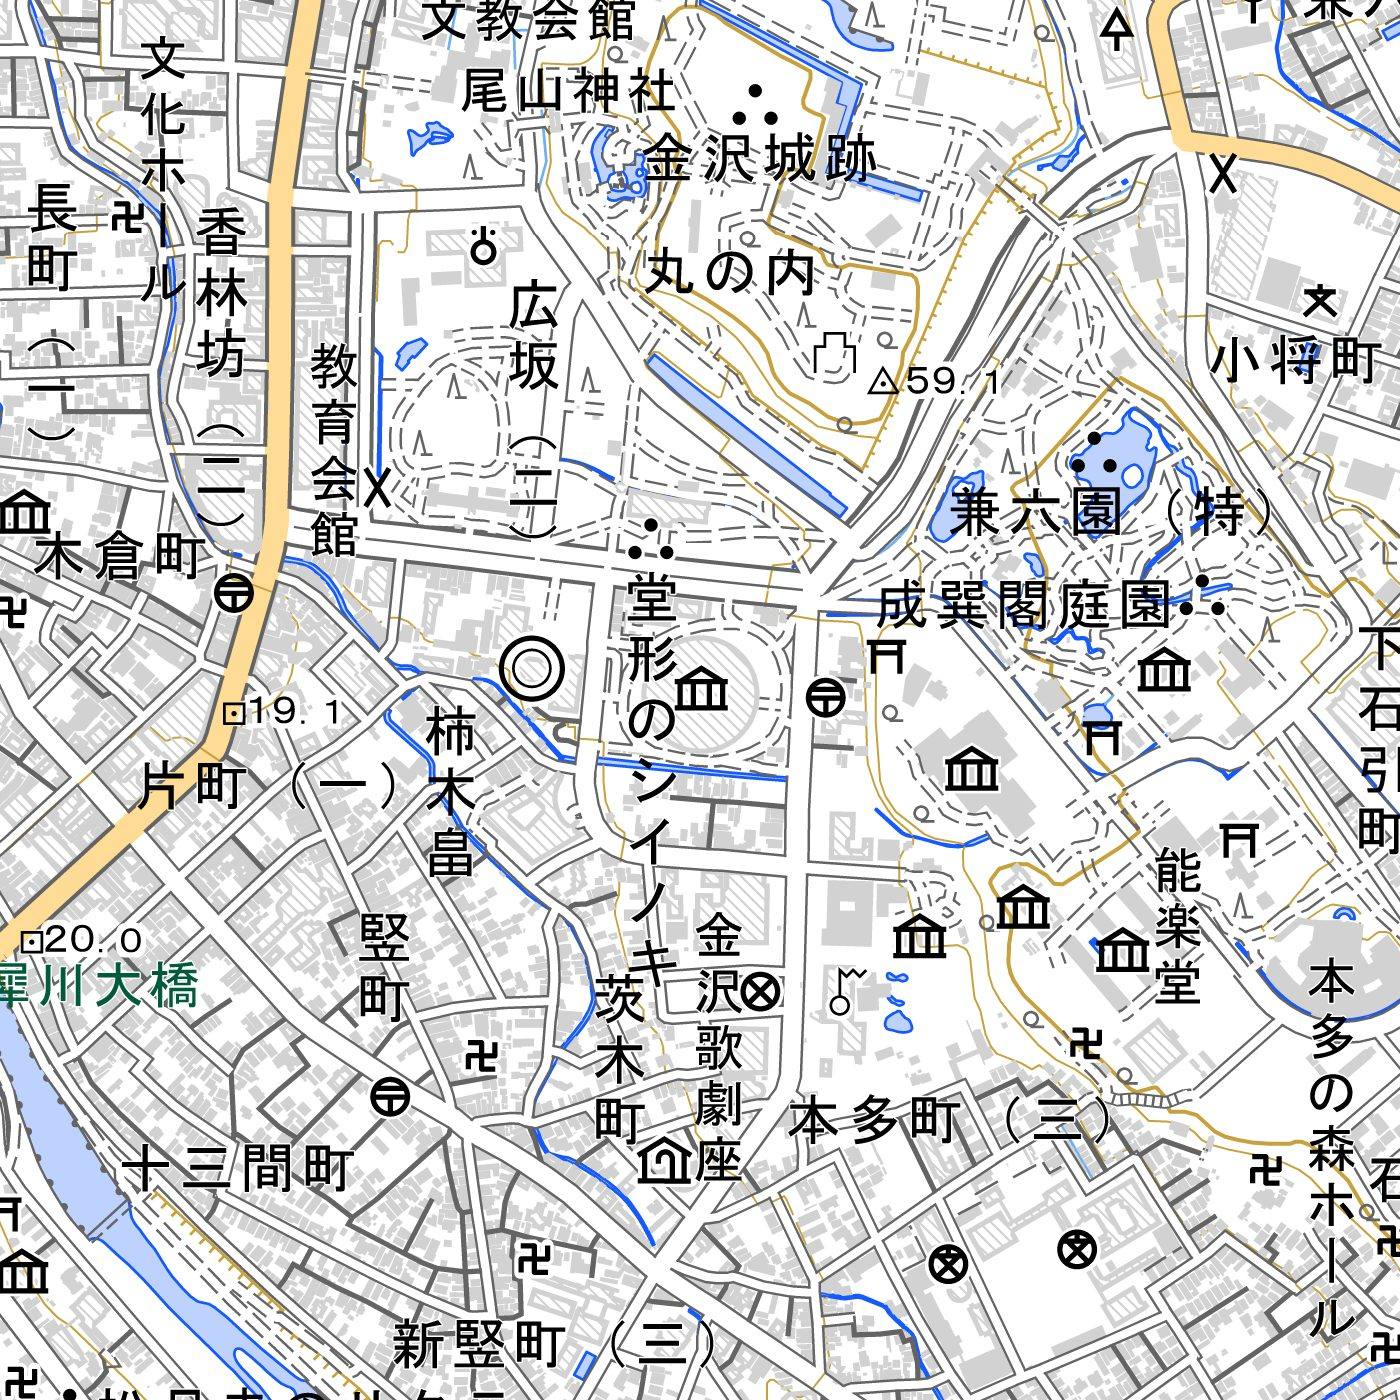 文教会館
文化ホール
尾山神社
金沢城跡
長町(一)
香林坊(二)
丸の内
広坂(二)
教育会館
59.1
小将町
兼六園(特)
木倉町
成巽閣庭園
堂形のシイノキ
下石引町
19.1
柿木畠
片町(一)
能楽堂
竪町
金沢歌劇座
20.0
犀川大橋
茨木町
本多の森ホール
本多町(三)
十三間町
新竪町(三)